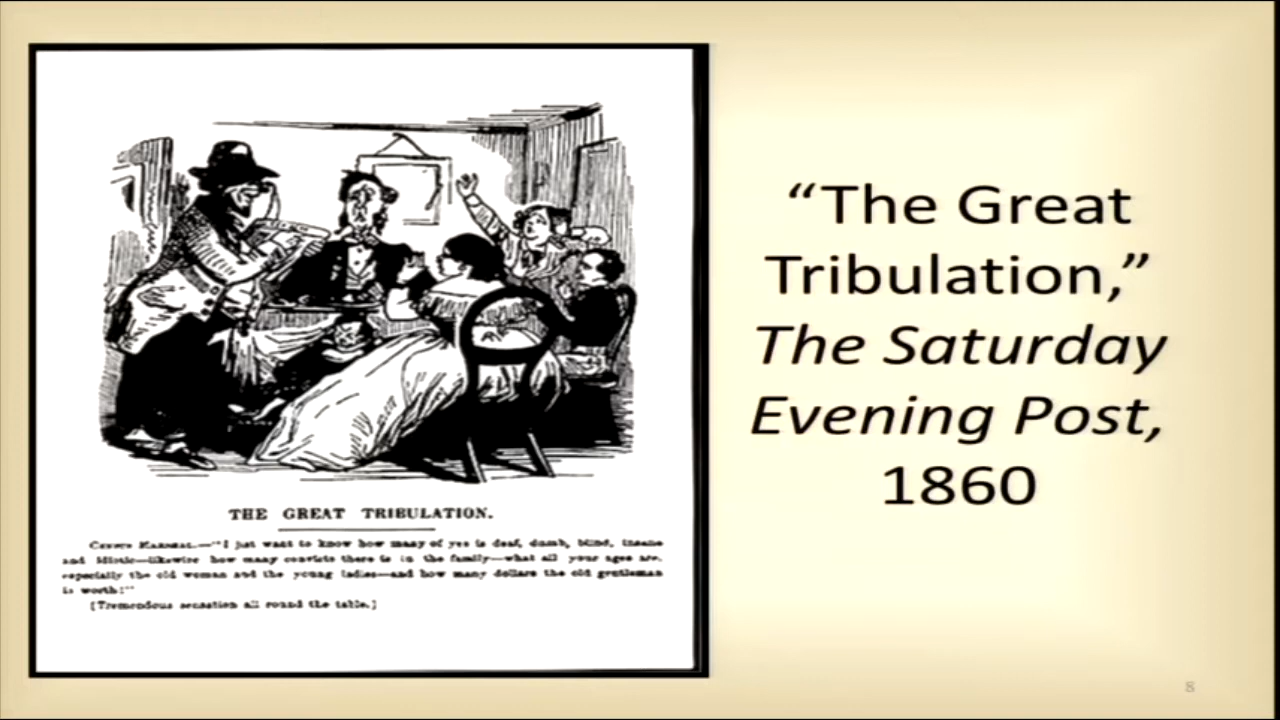 THE GREAT TRIBULATION.
CENSUS MARSHAL.—"I just want to know how many of yez is deaf, dumb, blind, insane
and idiotic—likewise how many convicts there is in the family—what all your ages are,
especially the old woman and the young ladies—and how many dollars the old gentleman
is worth!"
[Tremendous sensation all round the table.]
“The Great
Tribulation,”
The Saturday
Evening Post,
1860
8